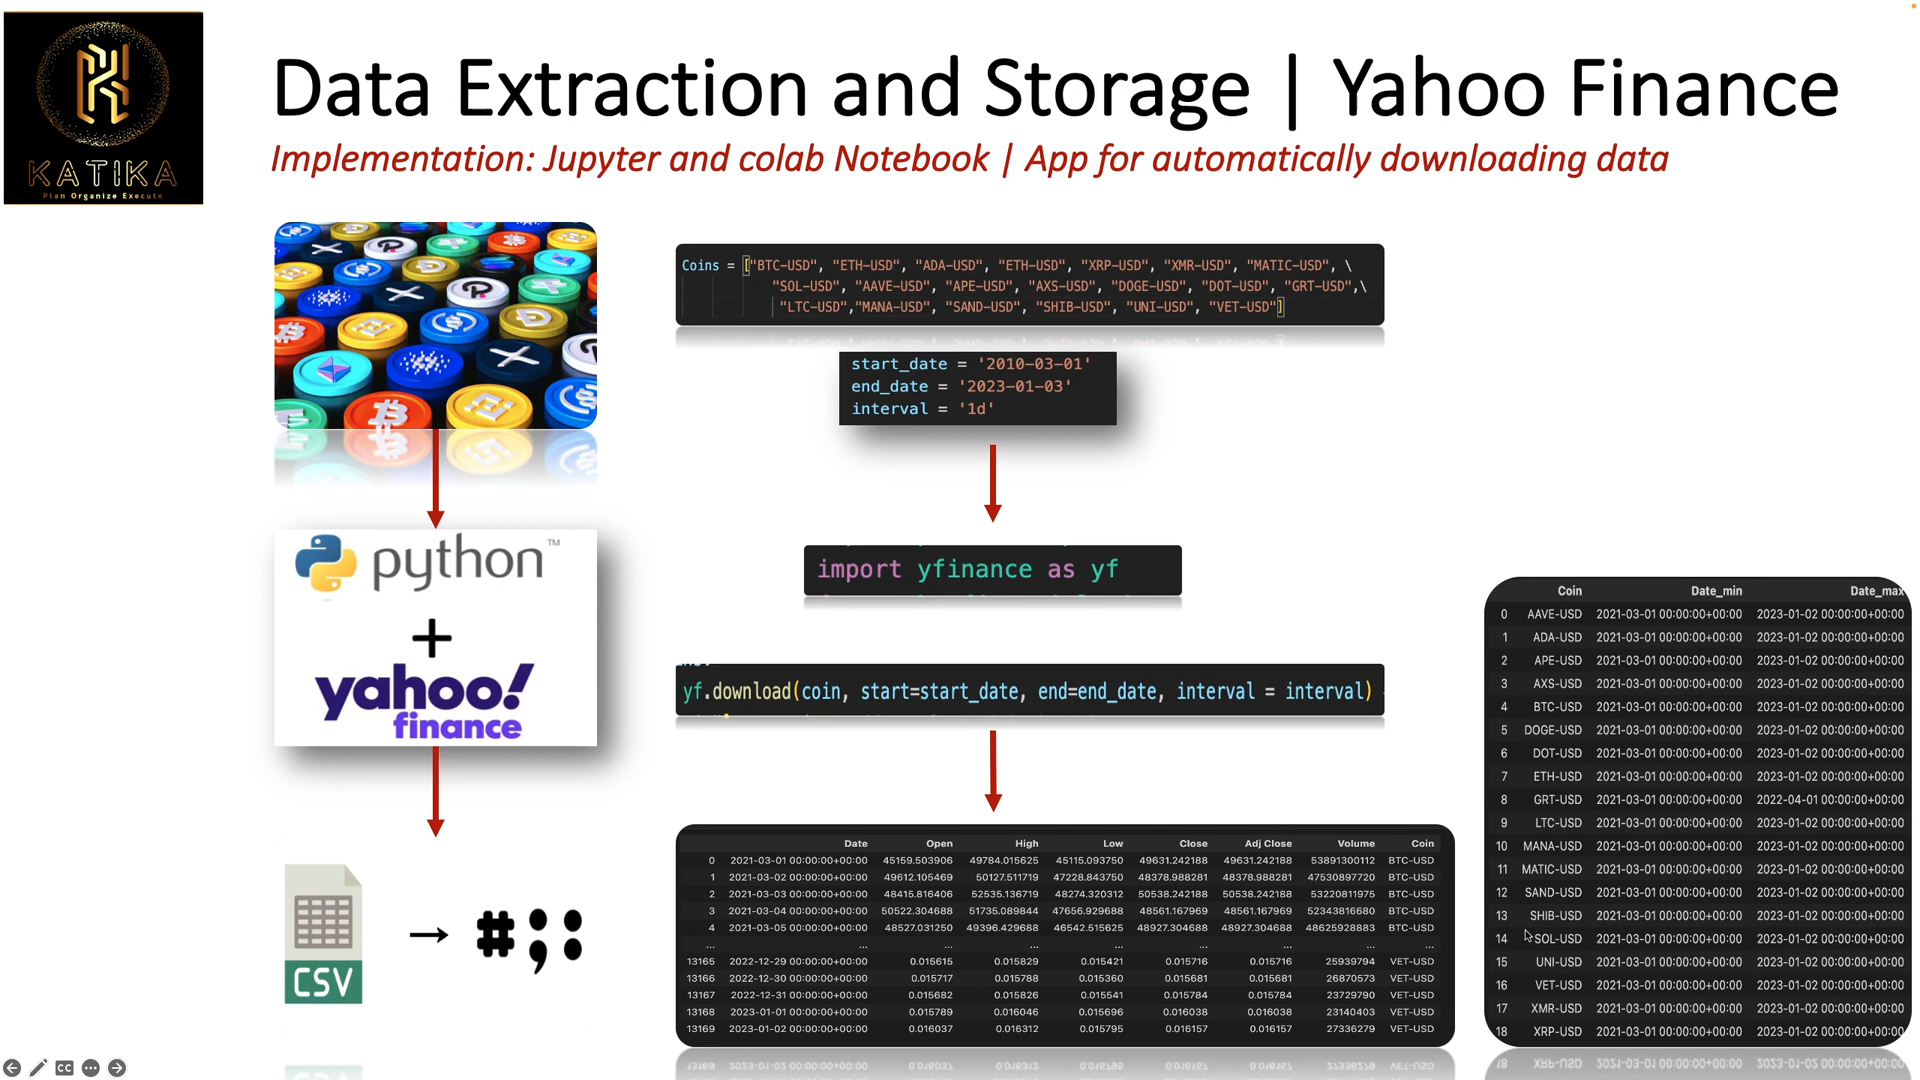 KATIKA
Plan Organize Execute
Data Extraction and Storage | Yahoo Finance
Implementation: Jupyter and colab Notebook | App for automatically downloading data
Coins = ["BTC-USD", "ETH-USD", "ADA-USD", "ETH-USD", "XRP-USD", "XMR-USD", "MATIC-USD", \
"SOL-USD", "AAVE-USD", "APE-USD", "AXS-USD", "DOGE-USD", "DOT-USD", "GRT-USD",\
"LTC-USD","MANA-USD", "SAND-USD", "SHIB-USD", "UNI-USD", "VET-USD"]
start_date = '2010-03-01'
end_date = '2023-01-03'
interval = '1d'
python™
+
yahoo!
finance
import yfinance as yf
yf.download(coin, start=start_date, end=end_date, interval = interval)
CSV → #;:
Date Open High Low Close Adj Close Volume Coin
0 2021-03-01 00:00:00+00:00 45159.503906 49784.015625 45115.093750 49631.242188 49631.242188 53891300112 BTC-USD
1 2021-03-02 00:00:00+00:00 49612.105469 50127.511719 47228.843750 48378.988281 48378.988281 47530897720 BTC-USD
2 2021-03-03 00:00:00+00:00 48415.816406 52535.136719 48274.320312 50538.242188 50538.242188 53220811975 BTC-USD
3 2021-03-04 00:00:00+00:00 50522.304688 51735.089844 47656.929688 48561.167969 48561.167969 52343816680 BTC-USD
4 2021-03-05 00:00:00+00:00 48527.031250 49396.429688 46542.515625 48927.304688 48927.304688 48625928883 BTC-USD
... ... ... ... ... ... ... ... ...
13165 2022-12-29 00:00:00+00:00 0.015615 0.015829 0.015421 0.015716 0.015716 25939794 VET-USD
13166 2022-12-30 00:00:00+00:00 0.015717 0.015788 0.015360 0.015681 0.015681 26870573 VET-USD
13167 2022-12-31 00:00:00+00:00 0.015682 0.015826 0.015541 0.015784 0.015784 23729790 VET-USD
13168 2023-01-01 00:00:00+00:00 0.015789 0.016046 0.015696 0.016038 0.016038 23140403 VET-USD
13169 2023-01-02 00:00:00+00:00 0.016037 0.016312 0.015795 0.016157 0.016157 27336279 VET-USD
Coin Date_min Date_max
0 AAVE-USD 2021-03-01 00:00:00+00:00 2023-01-02 00:00:00+00:00
1 ADA-USD 2021-03-01 00:00:00+00:00 2023-01-02 00:00:00+00:00
2 APE-USD 2021-03-01 00:00:00+00:00 2023-01-02 00:00:00+00:00
3 AXS-USD 2021-03-01 00:00:00+00:00 2023-01-02 00:00:00+00:00
4 BTC-USD 2021-03-01 00:00:00+00:00 2023-01-02 00:00:00+00:00
5 DOGE-USD 2021-03-01 00:00:00+00:00 2023-01-02 00:00:00+00:00
6 DOT-USD 2021-03-01 00:00:00+00:00 2023-01-02 00:00:00+00:00
7 ETH-USD 2021-03-01 00:00:00+00:00 2023-01-02 00:00:00+00:00
8 GRT-USD 2021-03-01 00:00:00+00:00 2022-04-01 00:00:00+00:00
9 LTC-USD 2021-03-01 00:00:00+00:00 2023-01-02 00:00:00+00:00
10 MANA-USD 2021-03-01 00:00:00+00:00 2023-01-02 00:00:00+00:00
11 MATIC-USD 2021-03-01 00:00:00+00:00 2023-01-02 00:00:00+00:00
12 SAND-USD 2021-03-01 00:00:00+00:00 2023-01-02 00:00:00+00:00
13 SHIB-USD 2021-03-01 00:00:00+00:00 2023-01-02 00:00:00+00:00
14 SOL-USD 2021-03-01 00:00:00+00:00 2023-01-02 00:00:00+00:00
15 UNI-USD 2021-03-01 00:00:00+00:00 2023-01-02 00:00:00+00:00
16 VET-USD 2021-03-01 00:00:00+00:00 2023-01-02 00:00:00+00:00
17 XMR-USD 2021-03-01 00:00:00+00:00 2023-01-02 00:00:00+00:00
18 XRP-USD 2021-03-01 00:00:00+00:00 2023-01-02 00:00:00+00:00
CC